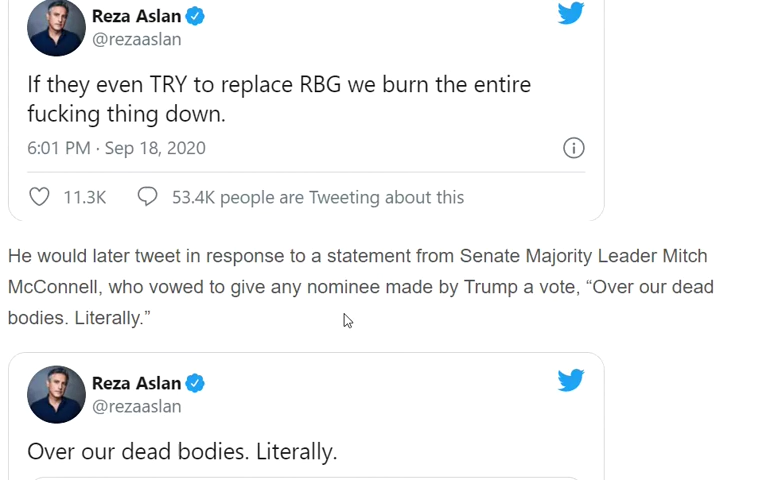 Reza Aslan
@rezaaslan
If they even TRY to replace RBG we burn the entire
fucking thing down.
6:01 PM · Sep 18, 2020
11.3K 53.4K people are Tweeting about this
He would later tweet in response to a statement from Senate Majority Leader Mitch
McConnell, who vowed to give any nominee made by Trump a vote, “Over our dead
bodies. Literally.”
Reza Aslan
@rezaaslan
Over our dead bodies. Literally.